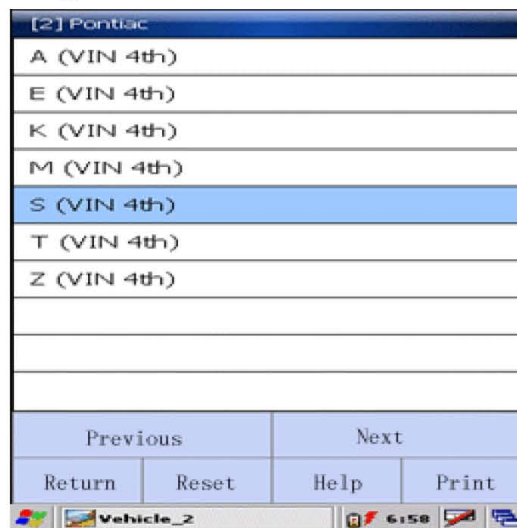 [2] Pontiac
A (VIN 4th)
E (VIN 4th)
K (VIN 4th)
M (VIN 4th)
S (VIN 4th)
T (VIN 4th)
Z (VIN 4th)
Previous Next
Return Reset Help Print
Vehicle_2 6:58